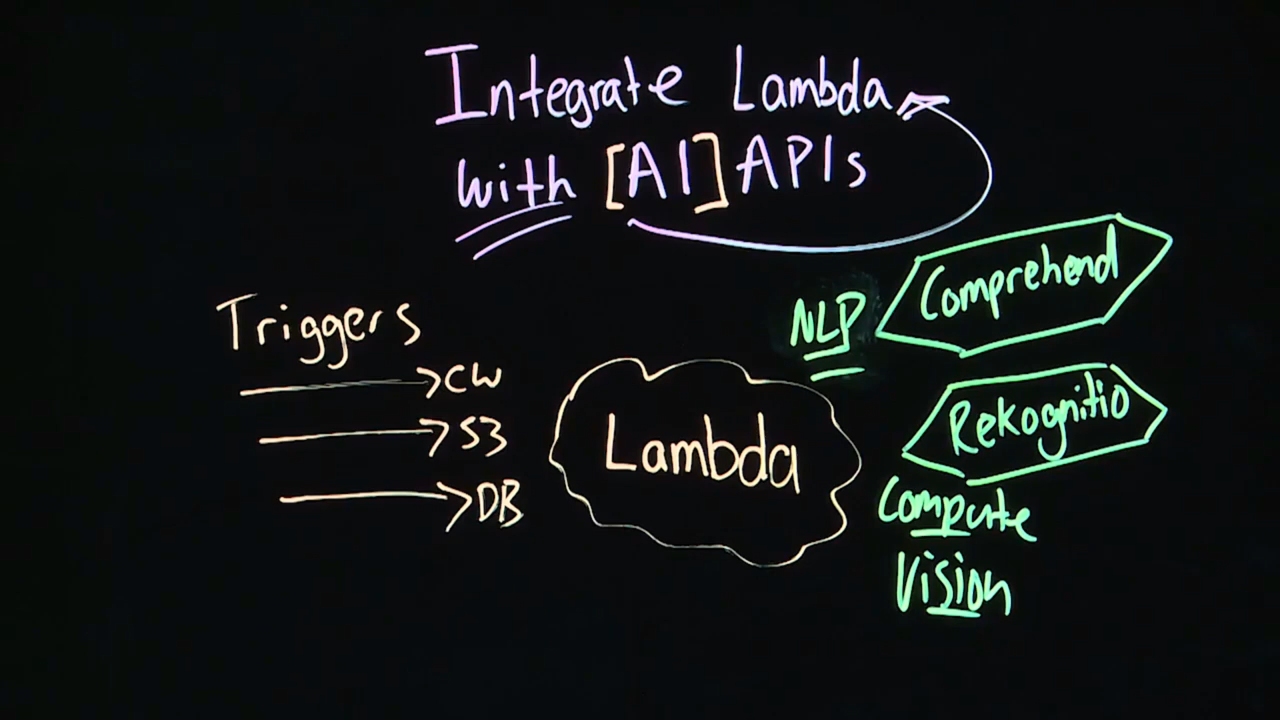 Integrate Lambda
with [AI] APIs
Triggers
CW
S3
DB
Lambda
NLP
Comprehend
Rekognitio
Compute
Vision